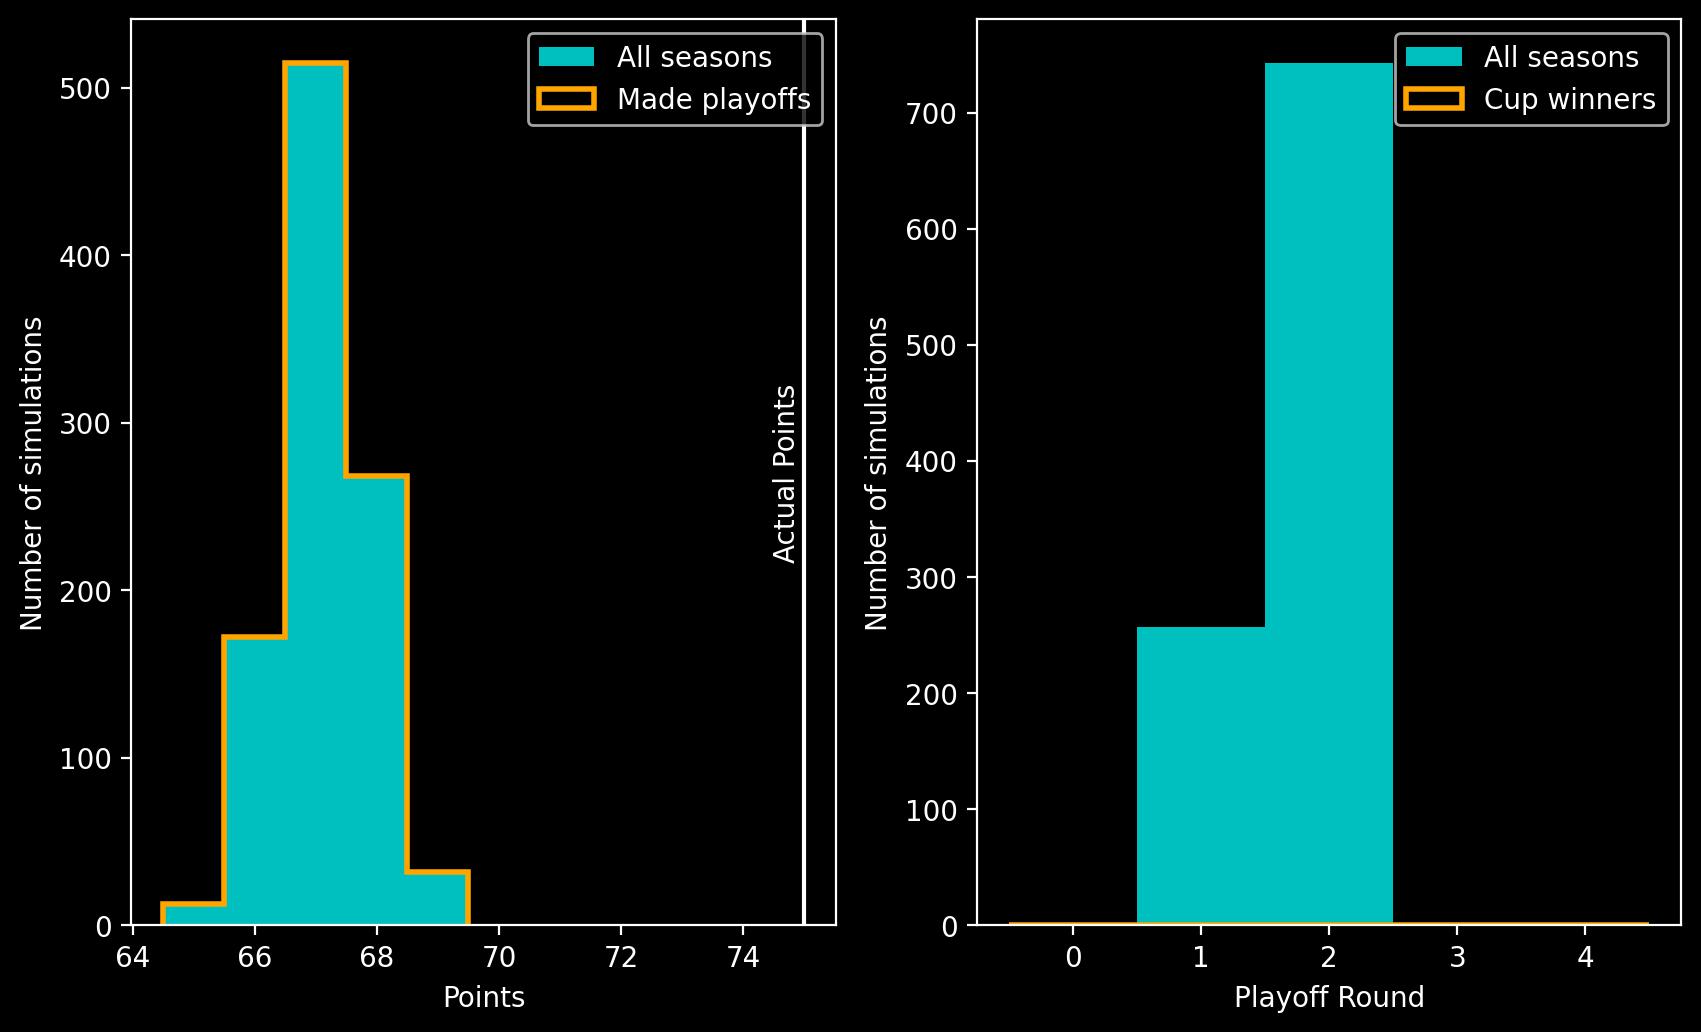 All seasons
Made playoffs
500
400
300
200
100
0
Number of simulations
Actual Points
64 66 68 70 72 74
Points
All seasons
Cup winners
700
600
500
400
300
200
100
0
Number of simulations
0 1 2 3 4
Playoff Round